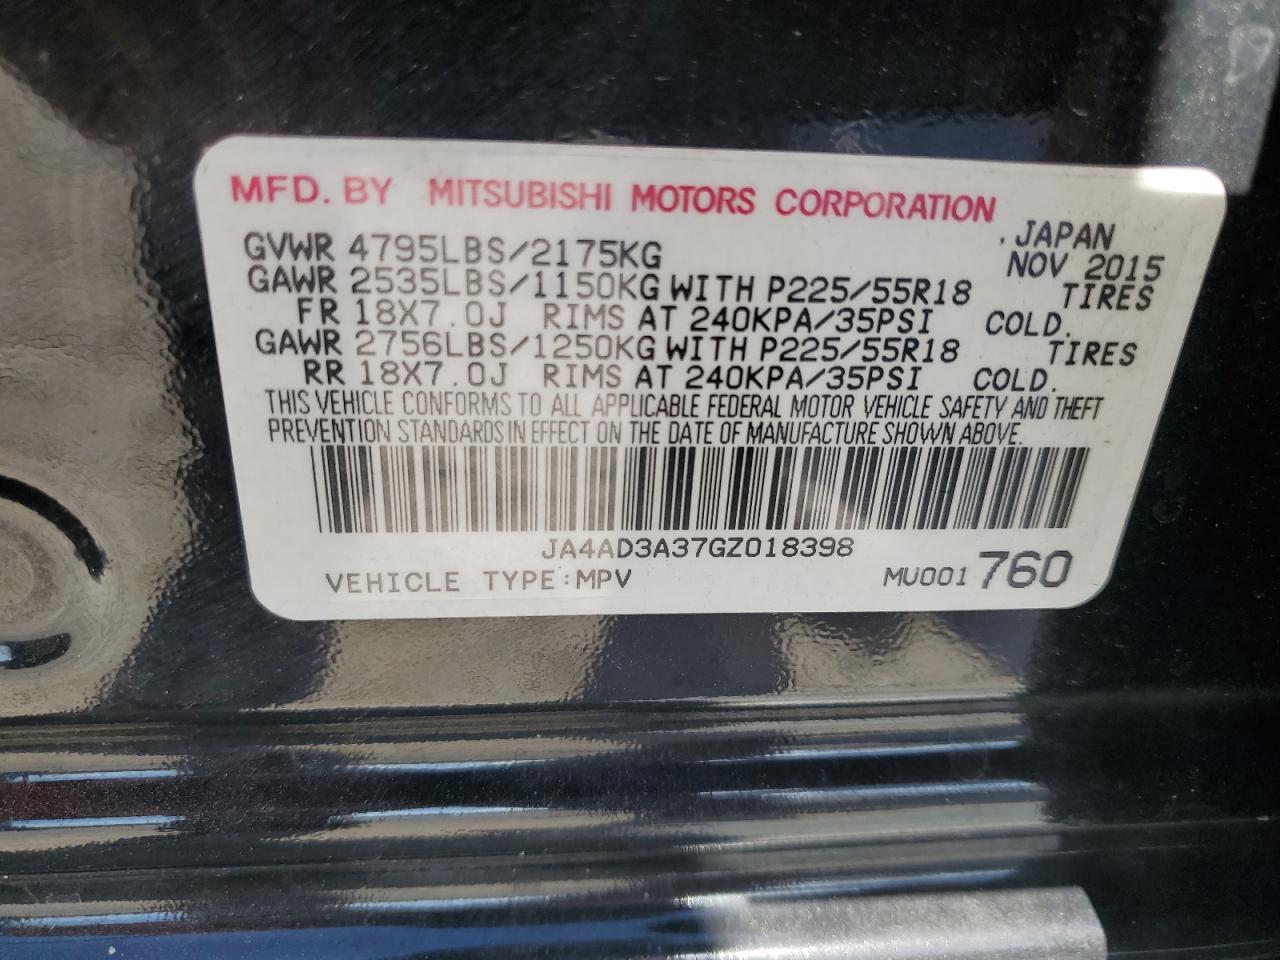 MFD. BY MITSUBISHI MOTORS CORPORATION
JAPAN
GVWR 4795LBS/2175KG NOV 2015
GAWR 2535LBS/1150KG WITH P225/55R18 TIRES
FR 18X7.0J RIMS AT 240KPA/35PSI COLD.
GAWR 2756LBS/1250KG WITH P225/55R18 TIRES
RR 18X7.0J RIMS AT 240KPA/35PSI COLD.
THIS VEHICLE CONFORMS TO ALL APPLICABLE FEDERAL MOTOR VEHICLE SAFETY AND THEFT
PREVENTION STANDARDS IN EFFECT ON THE DATE OF MANUFACTURE SHOWN ABOVE.
JA4AD3A37GZ018398
VEHICLE TYPE:MPV MU001760